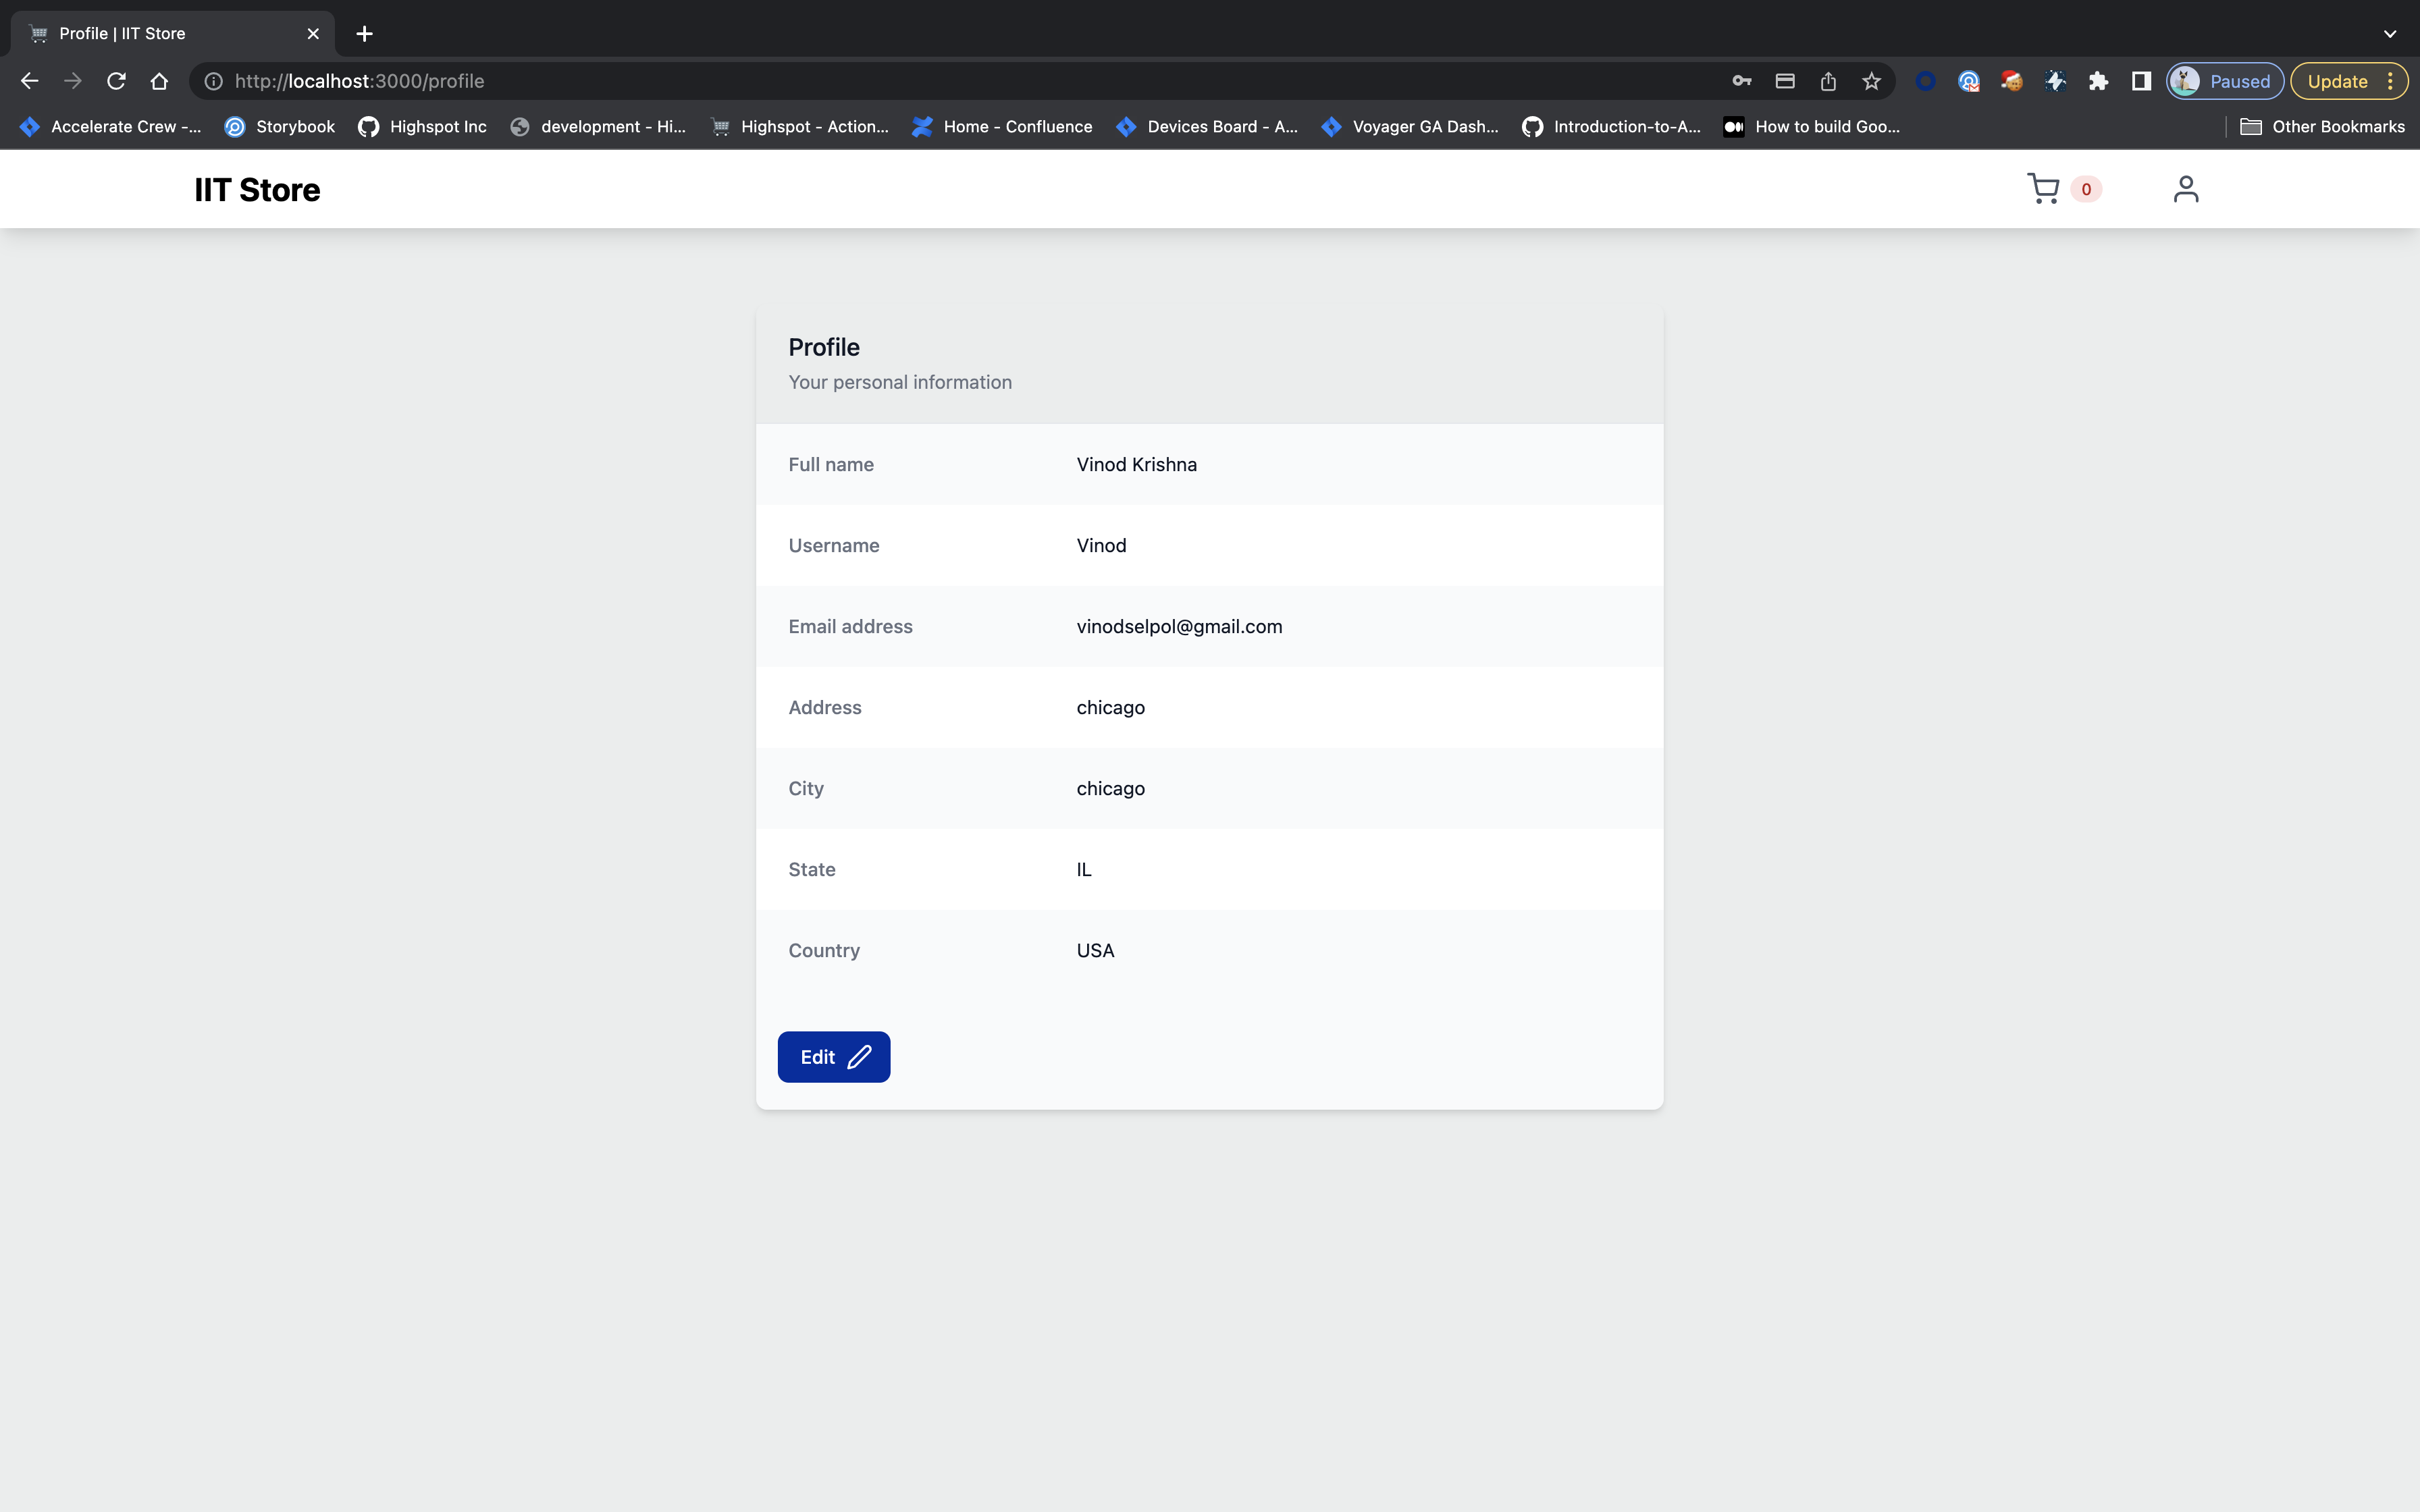 Profile | IIT Store
http://localhost:3000/profile
Paused
Update
Accelerate Crew -...
Storybook
Highspot Inc
development - Hi...
Highspot - Action...
Home - Confluence
Devices Board - A...
Voyager GA Dash...
Introduction-to-A...
How to build Goo...
Other Bookmarks
IIT Store
0
Profile
Your personal information
Full name Vinod Krishna
Username Vinod
Email address vinodselpol@gmail.com
Address chicago
City chicago
State IL
Country USA
Edit